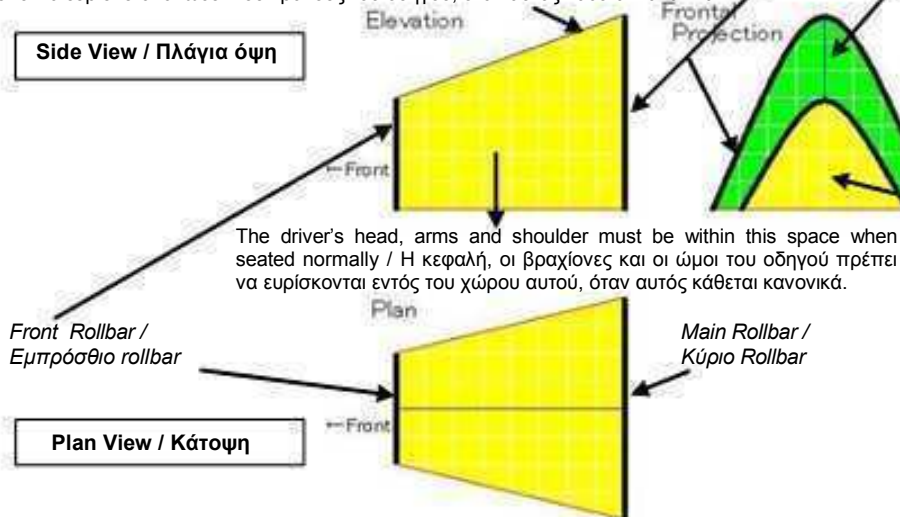 Elevation
Frontal
Projection
Side View / Πλάγια όψη
←Front
The driver's head, arms and shoulder must be within this space when
seated normally / Η κεφαλή, οι βραχίονες και οι ώμοι του οδηγού πρέπει
να ευρίσκονται εντός του χώρου αυτού, όταν αυτός κάθεται κανονικά.
Plan
Front Rollbar /
Εμπρόσθιο rollbar
Main Rollbar /
Κύριο Rollbar
←Front
Plan View / Κάτοψη